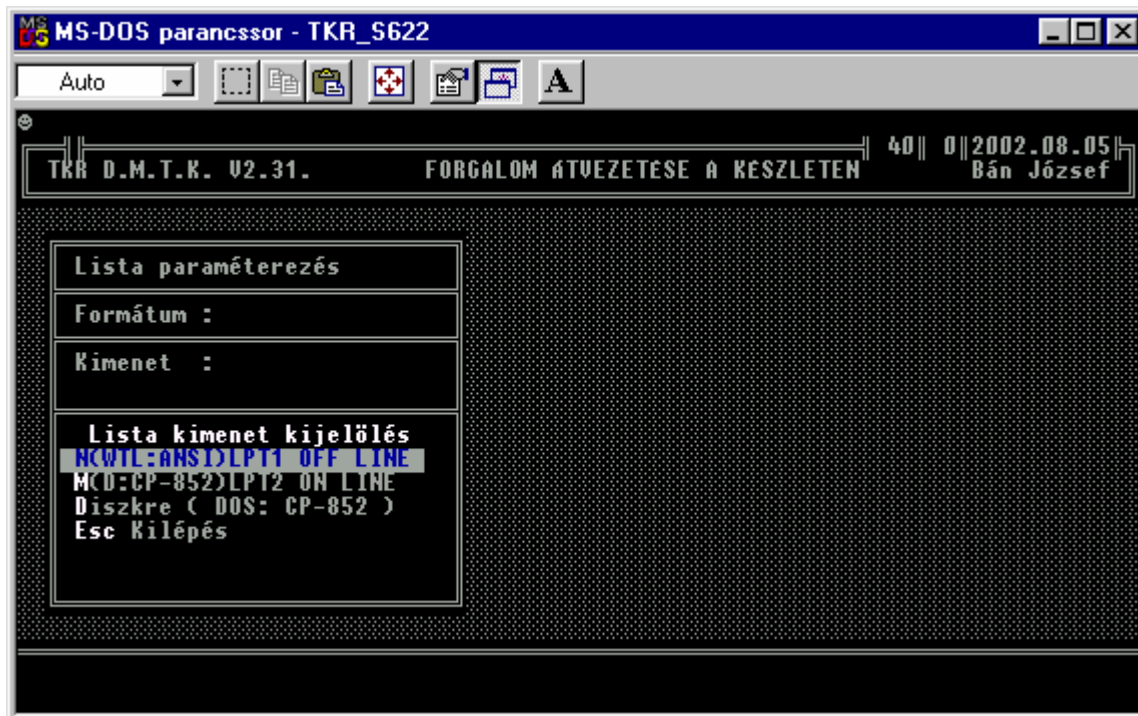 MS-DOS parancssor - TKR_S622
Auto
A
40 0 2002.08.05
TKR D.M.T.K. V2.31. FORGALOM ÁTVEZETÉSE A KÉSZLETEN Bán József
Lista paraméterezés
Formátum :
Kimenet :
Lista kimenet kijelölés
N(WTL:ANSI)LPT1 OFF LINE
M(D:CP-852)LPT2 ON LINE
Diszkre ( DOS: CP-852 )
Esc Kilépés